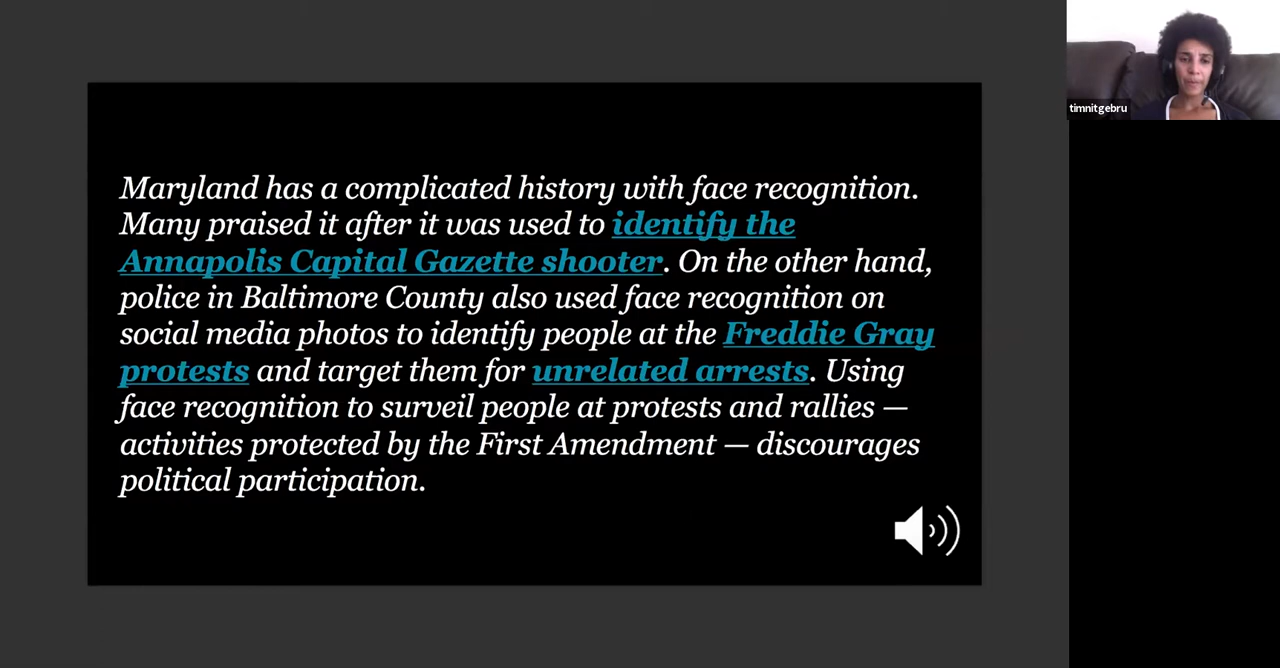 Maryland has a complicated history with face recognition.
Many praised it after it was used to identify the
Annapolis Capital Gazette shooter. On the other hand,
police in Baltimore County also used face recognition on
social media photos to identify people at the Freddie Gray
protests and target them for unrelated arrests. Using
face recognition to surveil people at protests and rallies —
activities protected by the First Amendment — discourages
political participation.
timnitgebru